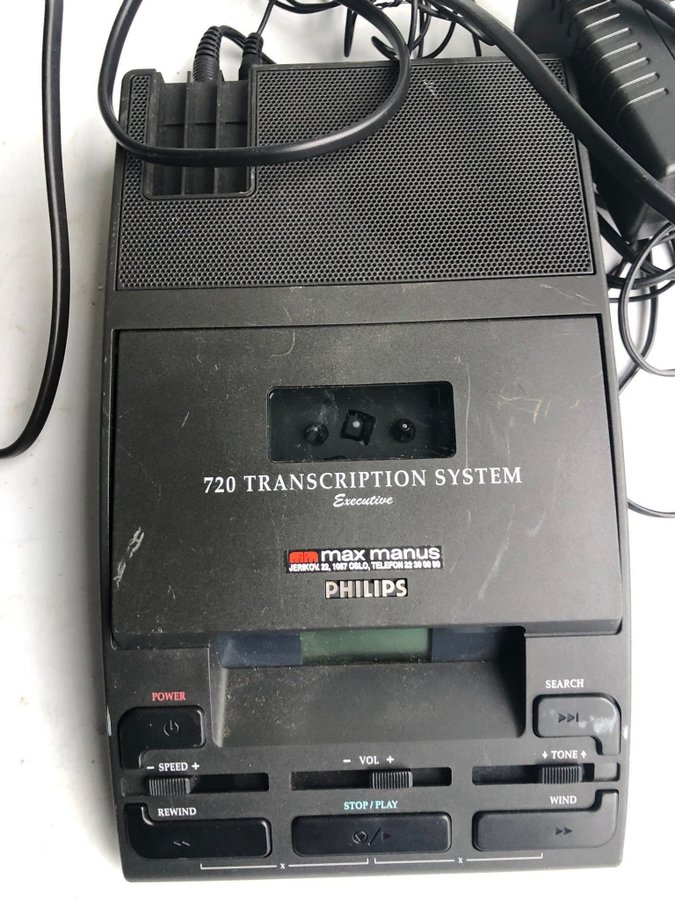 720 TRANSCRIPTION SYSTEM
Executive
mm max manus
JERIKOV. 22, 1067 OSLO, TELEFON 22 30 00 00
PHILIPS
POWER
SEARCH
− SPEED +
− VOL +
TONE
REWIND
STOP / PLAY
WIND
x x